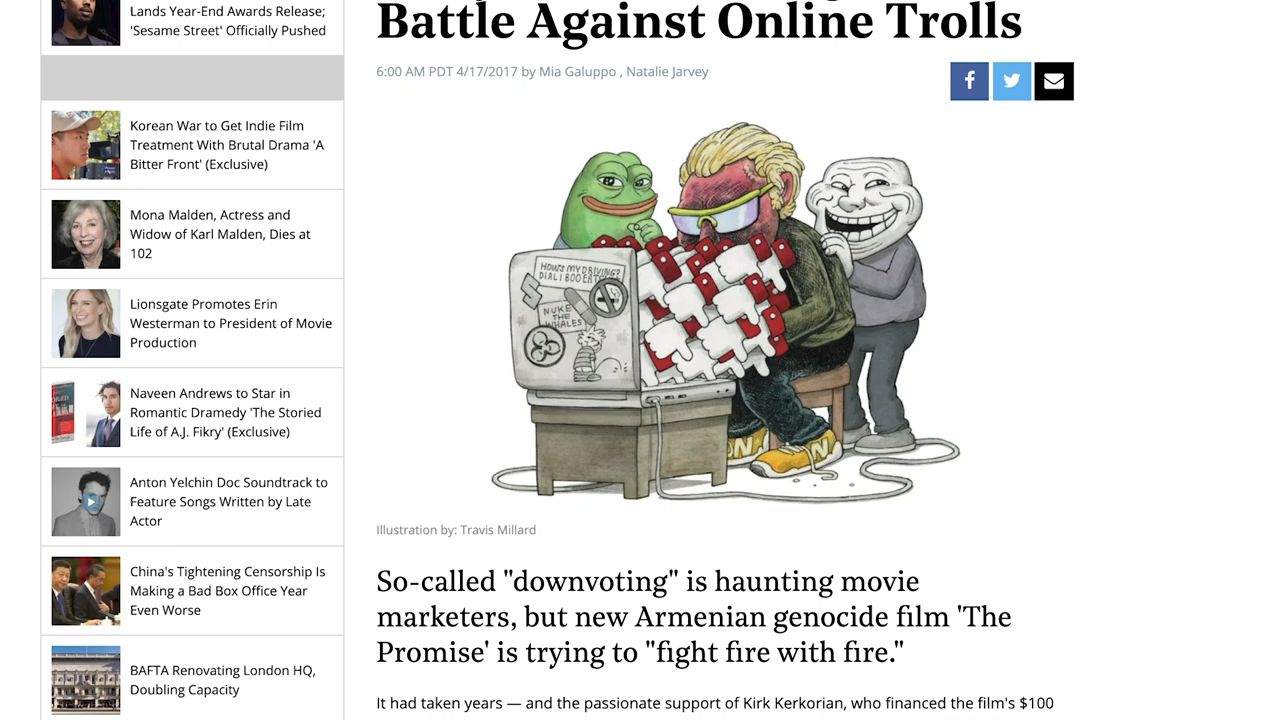 Lands Year-End Awards Release;
'Sesame Street' Officially Pushed
Korean War to Get Indie Film
Treatment With Brutal Drama 'A
Bitter Front' (Exclusive)
Mona Malden, Actress and
Widow of Karl Malden, Dies at
102
Lionsgate Promotes Erin
Westerman to President of Movie
Production
Naveen Andrews to Star in
Romantic Dramedy 'The Storied
Life of A.J. Fikry' (Exclusive)
Anton Yelchin Doc Soundtrack to
Feature Songs Written by Late
Actor
China's Tightening Censorship Is
Making a Bad Box Office Year
Even Worse
BAFTA Renovating London HQ,
Doubling Capacity
Battle Against Online Trolls
6:00 AM PDT 4/17/2017 by Mia Galuppo , Natalie Jarvey
HOW'S MY DRIVING?
DIAL 1 800 EAT
NUKE
THE
WHALES
Illustration by: Travis Millard
So-called "downvoting" is haunting movie
marketers, but new Armenian genocide film 'The
Promise' is trying to "fight fire with fire."
It had taken years — and the passionate support of Kirk Kerkorian, who financed the film's $100